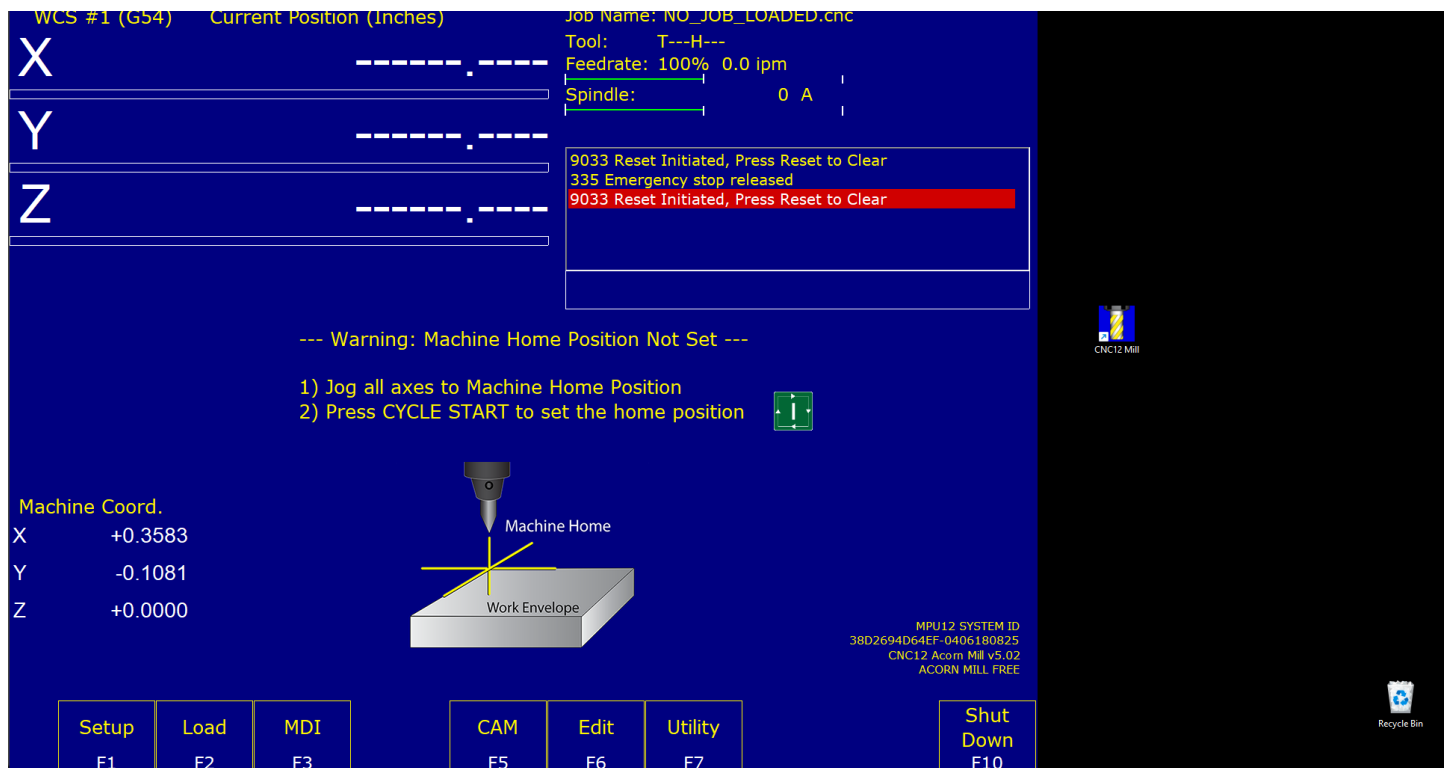 WCS #1 (G54) Current Position (Inches)
X ------.----
Y ------.----
Z ------.----
Job Name: NO_JOB_LOADED.cnc
Tool: T---H---
Feedrate: 100% 0.0 ipm
Spindle: 0 A
9033 Reset Initiated, Press Reset to Clear
335 Emergency stop released
9033 Reset Initiated, Press Reset to Clear
--- Warning: Machine Home Position Not Set ---
1) Jog all axes to Machine Home Position
2) Press CYCLE START to set the home position
Machine Coord.
X +0.3583
Y -0.1081
Z +0.0000
Machine Home
Work Envelope
MPU12 SYSTEM ID
38D2694D64EF-0406180825
CNC12 Acorn Mill v5.02
ACORN MILL FREE
Setup
F1
Load
F2
MDI
F3
CAM
F5
Edit
F6
Utility
F7
Shut
Down
F10
CNC12 Mill
Recycle Bin